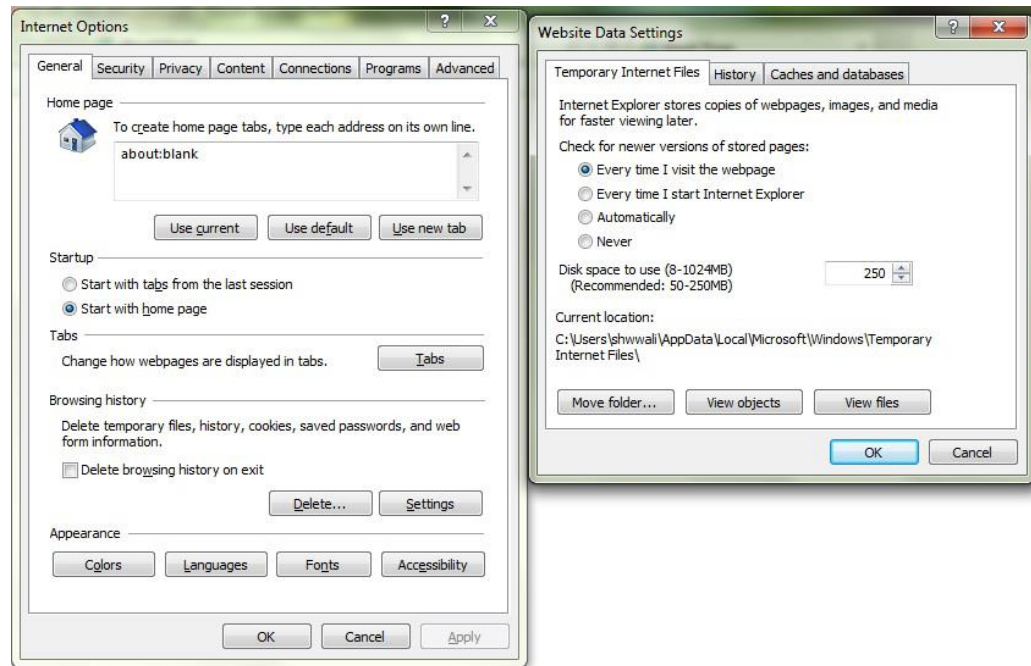 Internet Options
General Security Privacy Content Connections Programs Advanced
Home page
To create home page tabs, type each address on its own line.
about:blank
Use current Use default Use new tab
Startup
Start with tabs from the last session
Start with home page
Tabs
Change how webpages are displayed in tabs. Tabs
Browsing history
Delete temporary files, history, cookies, saved passwords, and web
form information.
Delete browsing history on exit
Delete... Settings
Appearance
Colors Languages Fonts Accessibility
OK Cancel Apply
Website Data Settings
Temporary Internet Files History Caches and databases
Internet Explorer stores copies of webpages, images, and media
for faster viewing later.
Check for newer versions of stored pages:
Every time I visit the webpage
Every time I start Internet Explorer
Automatically
Never
Disk space to use (8-1024MB) 250
(Recommended: 50-250MB)
Current location:
C:\Users\shwwali\AppData\Local\Microsoft\Windows\Temporary
Internet Files\
Move folder... View objects View files
OK Cancel